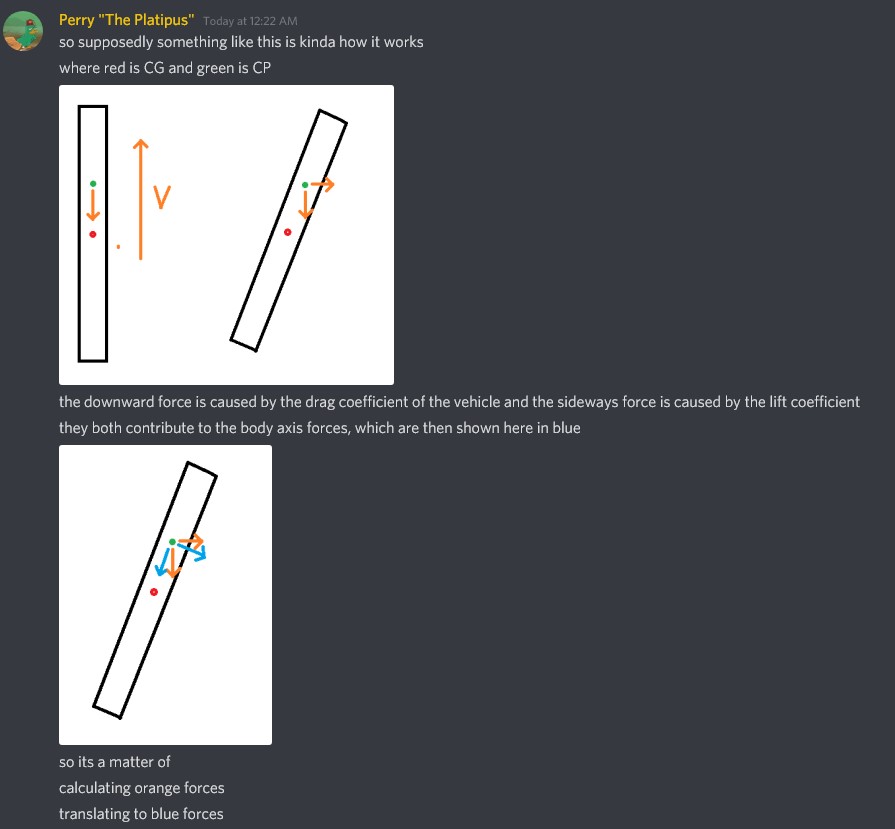 Perry "The Platipus" Today at 12:22 AM
so supposedly something like this is kinda how it works
where red is CG and green is CP
V
the downward force is caused by the drag coefficient of the vehicle and the sideways force is caused by the lift coefficient
they both contribute to the body axis forces, which are then shown here in blue
so its a matter of
calculating orange forces
translating to blue forces